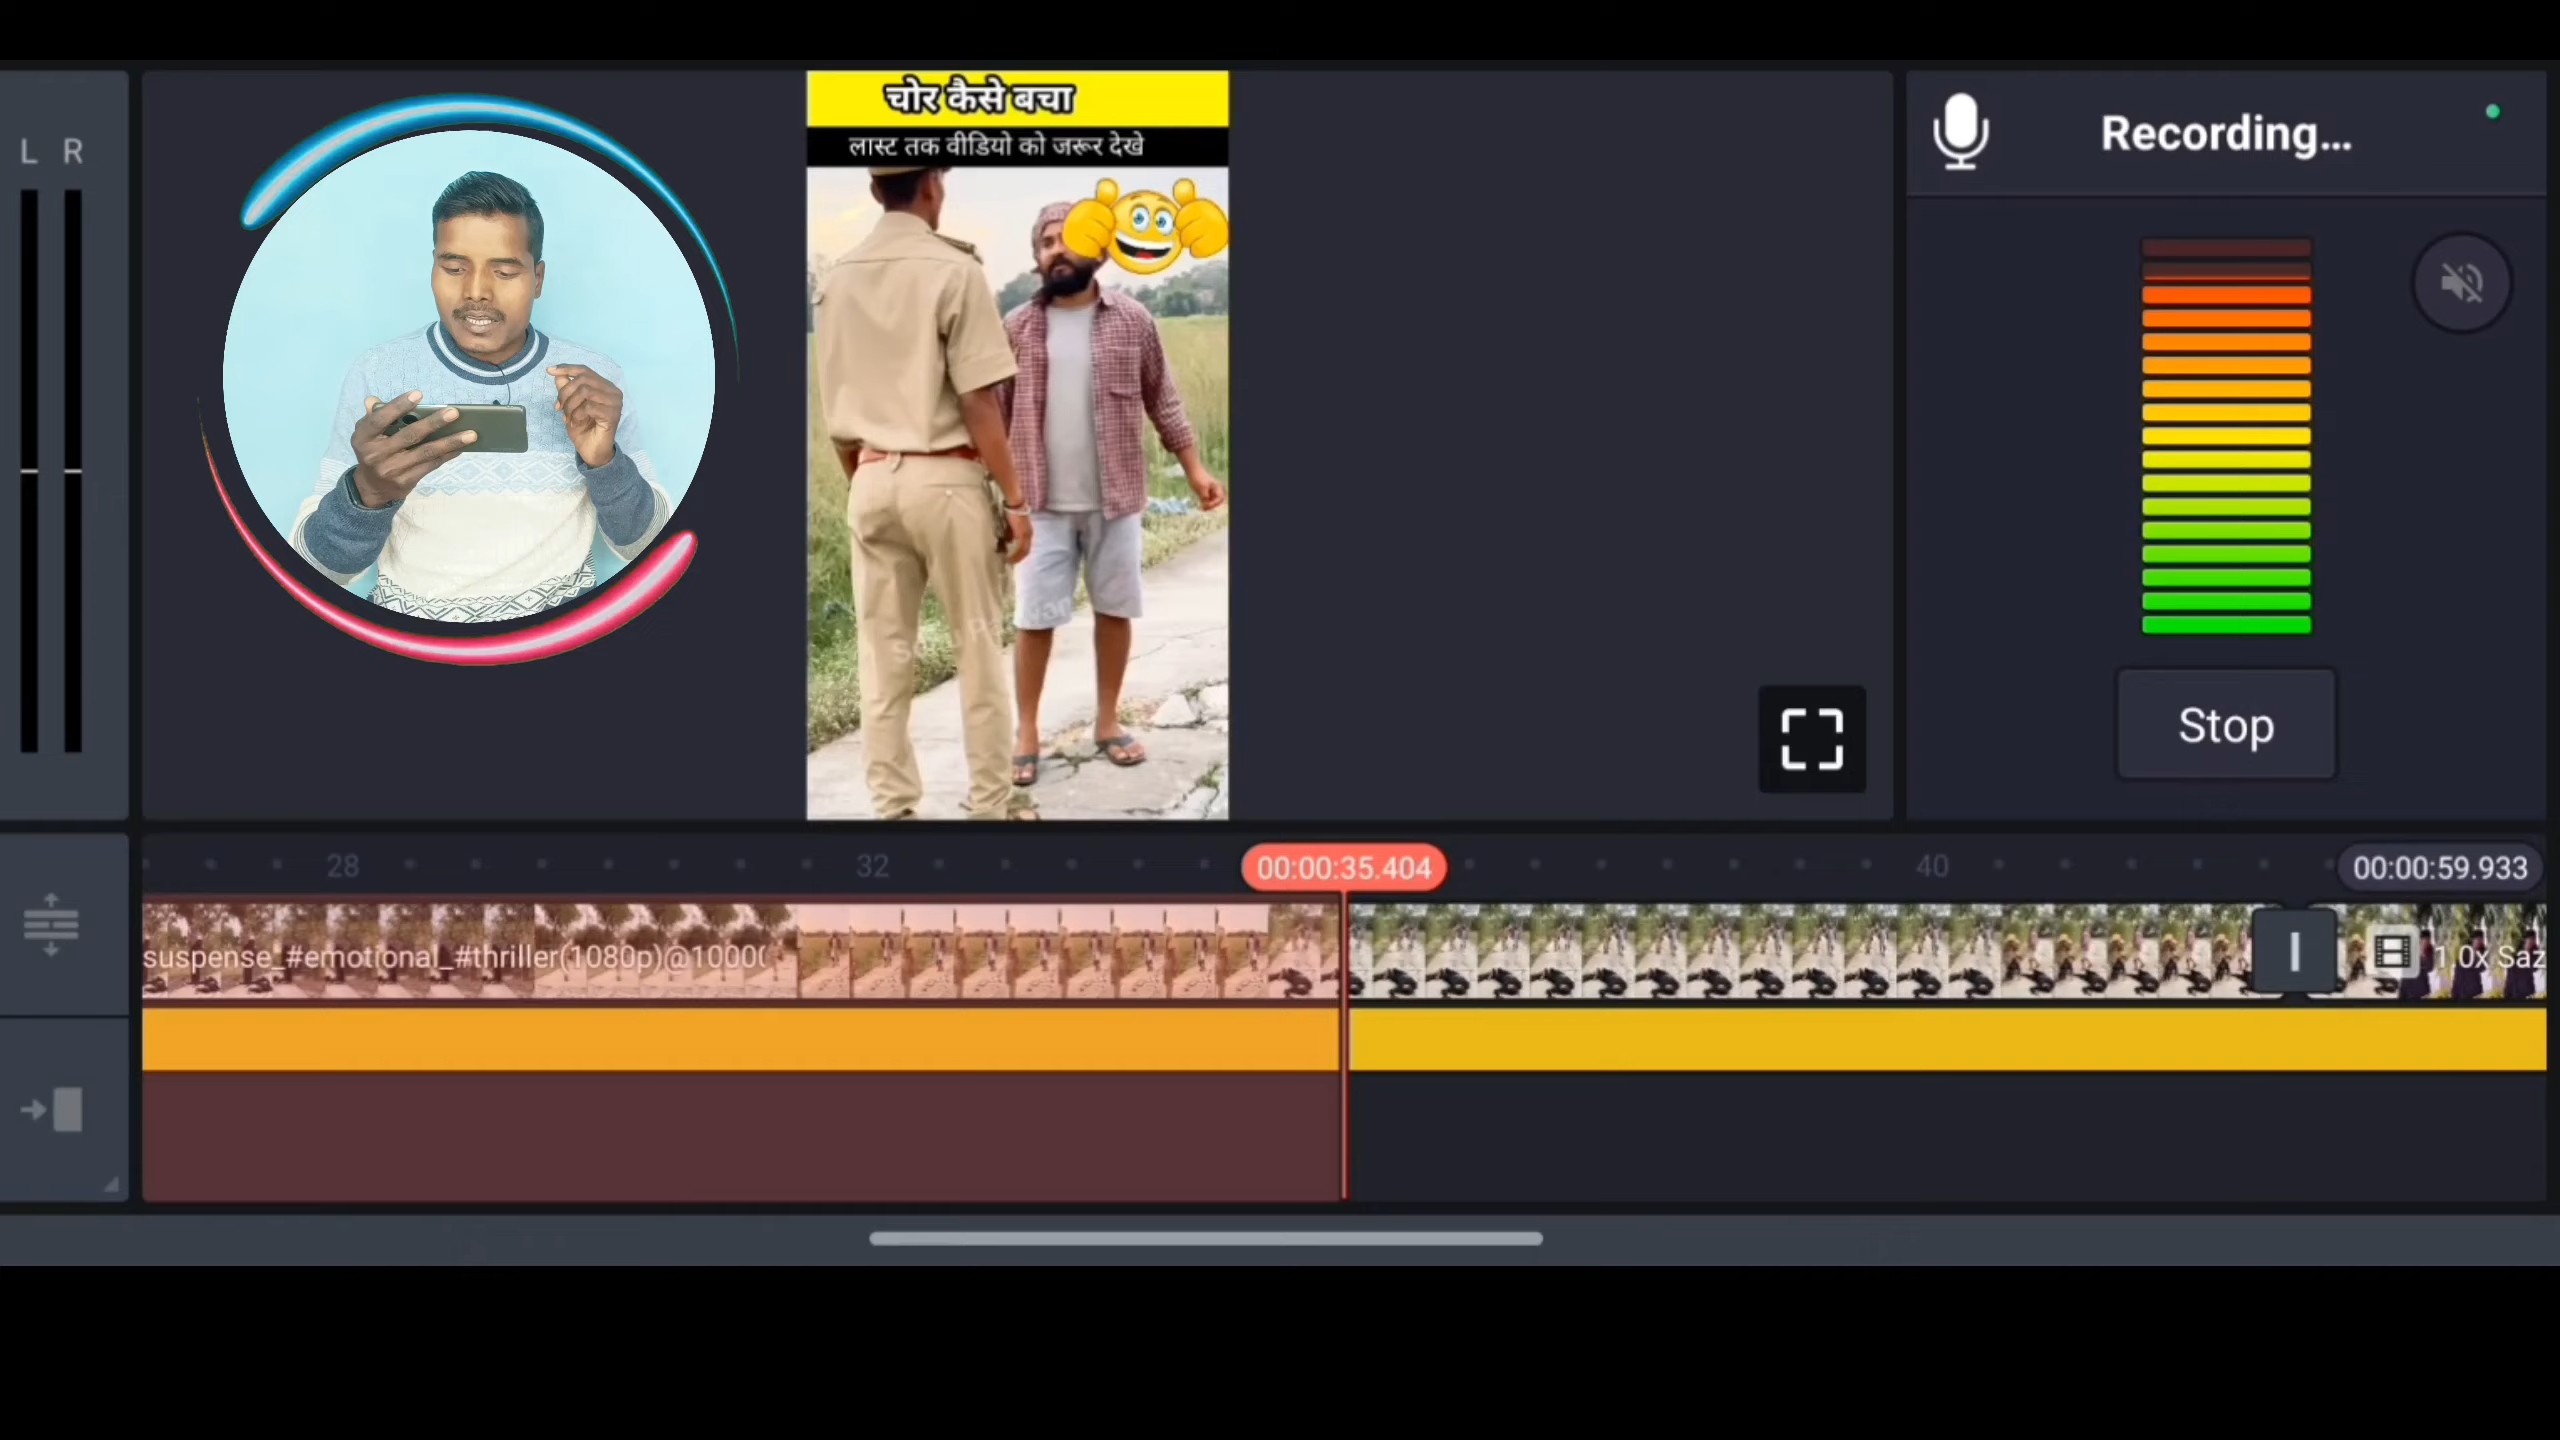 चोर कैसे बचा
लास्ट तक वीडियो को जरूर देखे
L R
Recording...
Stop
28
32
00:00:35.404
40
00:00:59.933
suspense_#emotional_#thriller(1080p)@1000
1.0x Saz